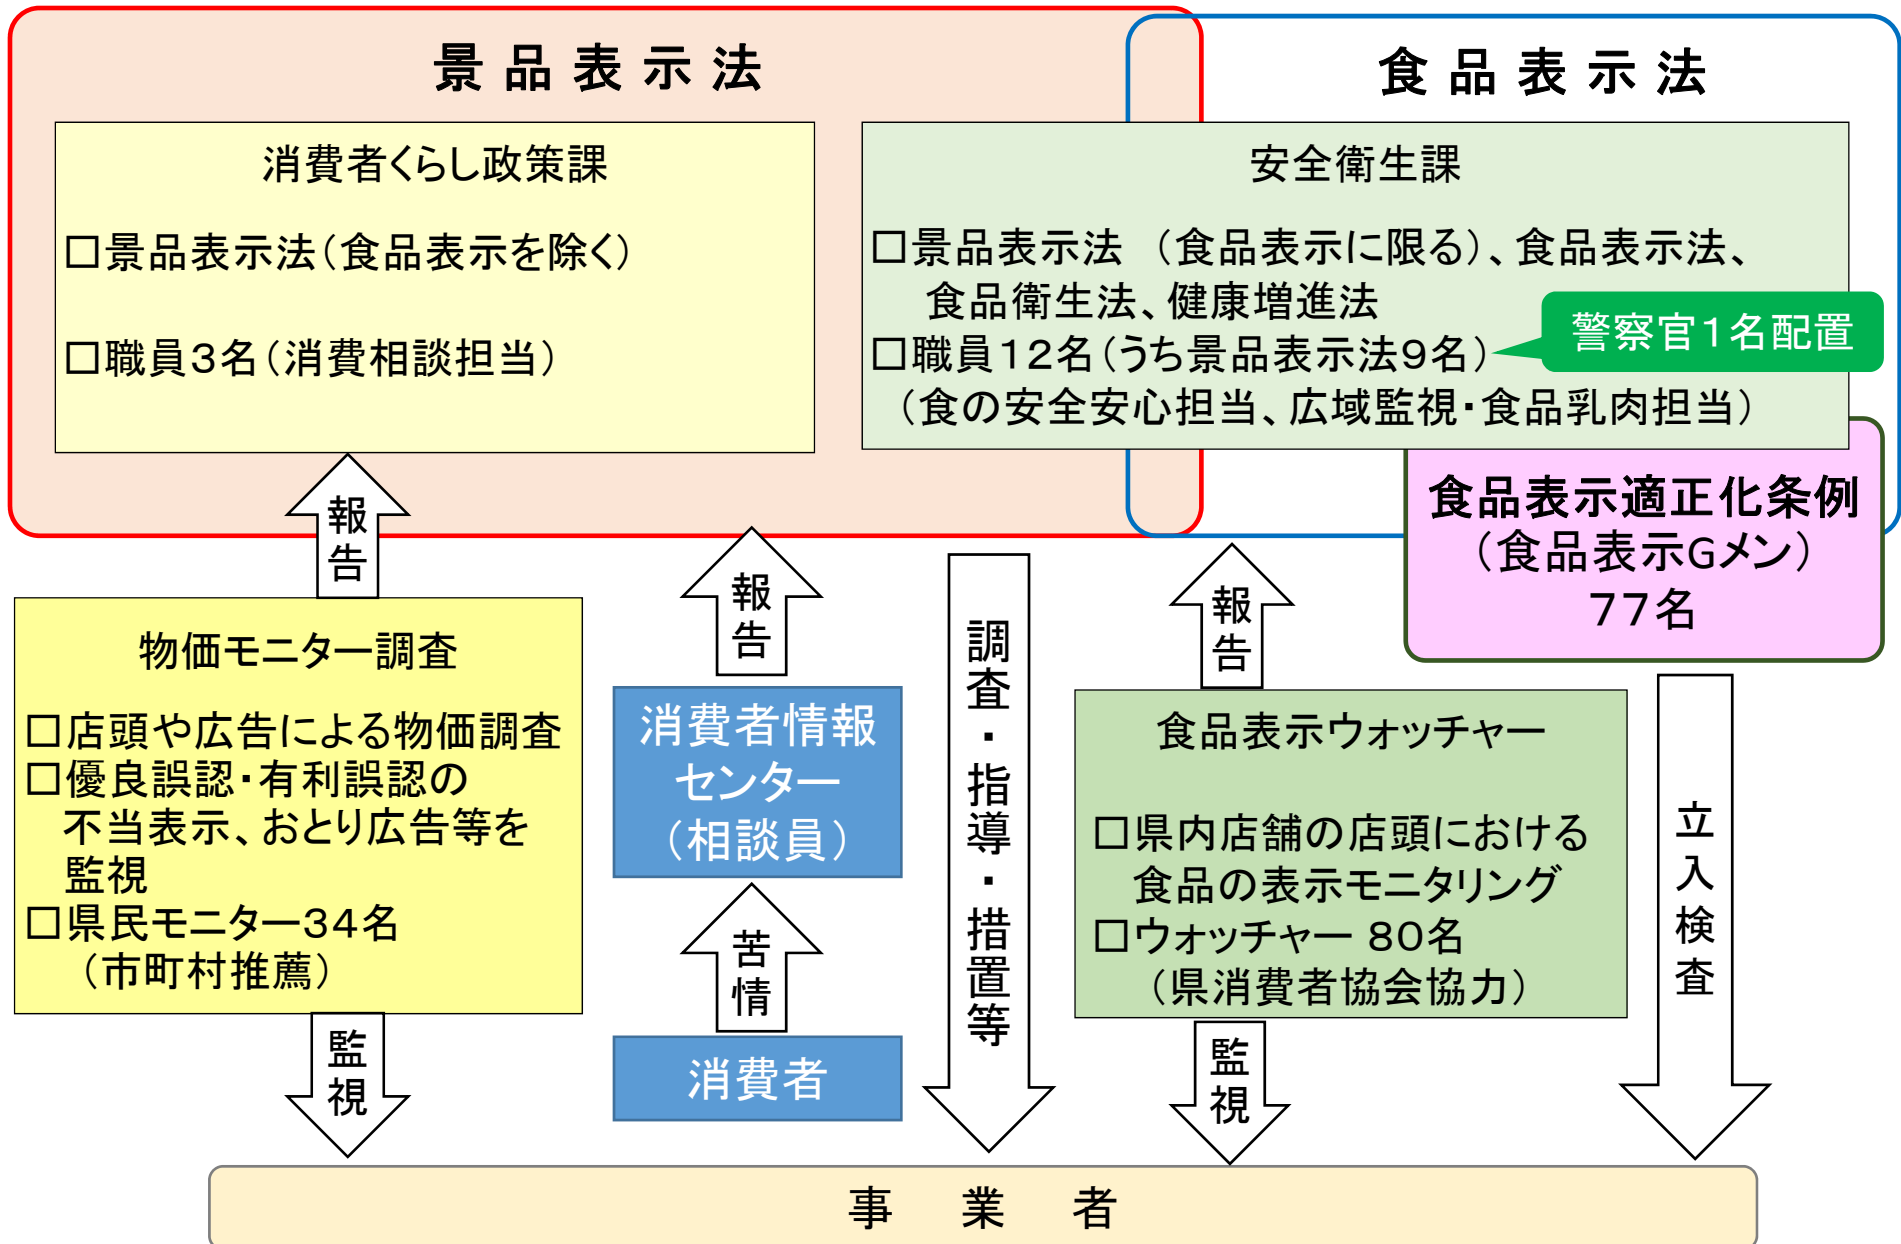 景品表示法
食品表示法
消費者くらし政策課
□景品表示法（食品表示を除く）
□職員３名（消費相談担当）
安全衛生課
□景品表示法　（食品表示に限る）、食品表示法、
食品衛生法、健康増進法
□職員１２名（うち景品表示法９名）
（食の安全安心担当、広域監視・食品乳肉担当）
警察官１名配置
食品表示適正化条例
（食品表示Gメン）
７７名
報告
報告
報告
物価モニター調査
□店頭や広告による物価調査
□優良誤認・有利誤認の
不当表示、おとり広告等を
監視
□県民モニター３４名
（市町村推薦）
消費者情報
センター
（相談員）
苦情
消費者
調査・指導・措置等
食品表示ウォッチャー
□県内店舗の店頭における
食品の表示モニタリング
□ウォッチャー ８０名
（県消費者協会協力）
立入検査
監視
監視
事業者